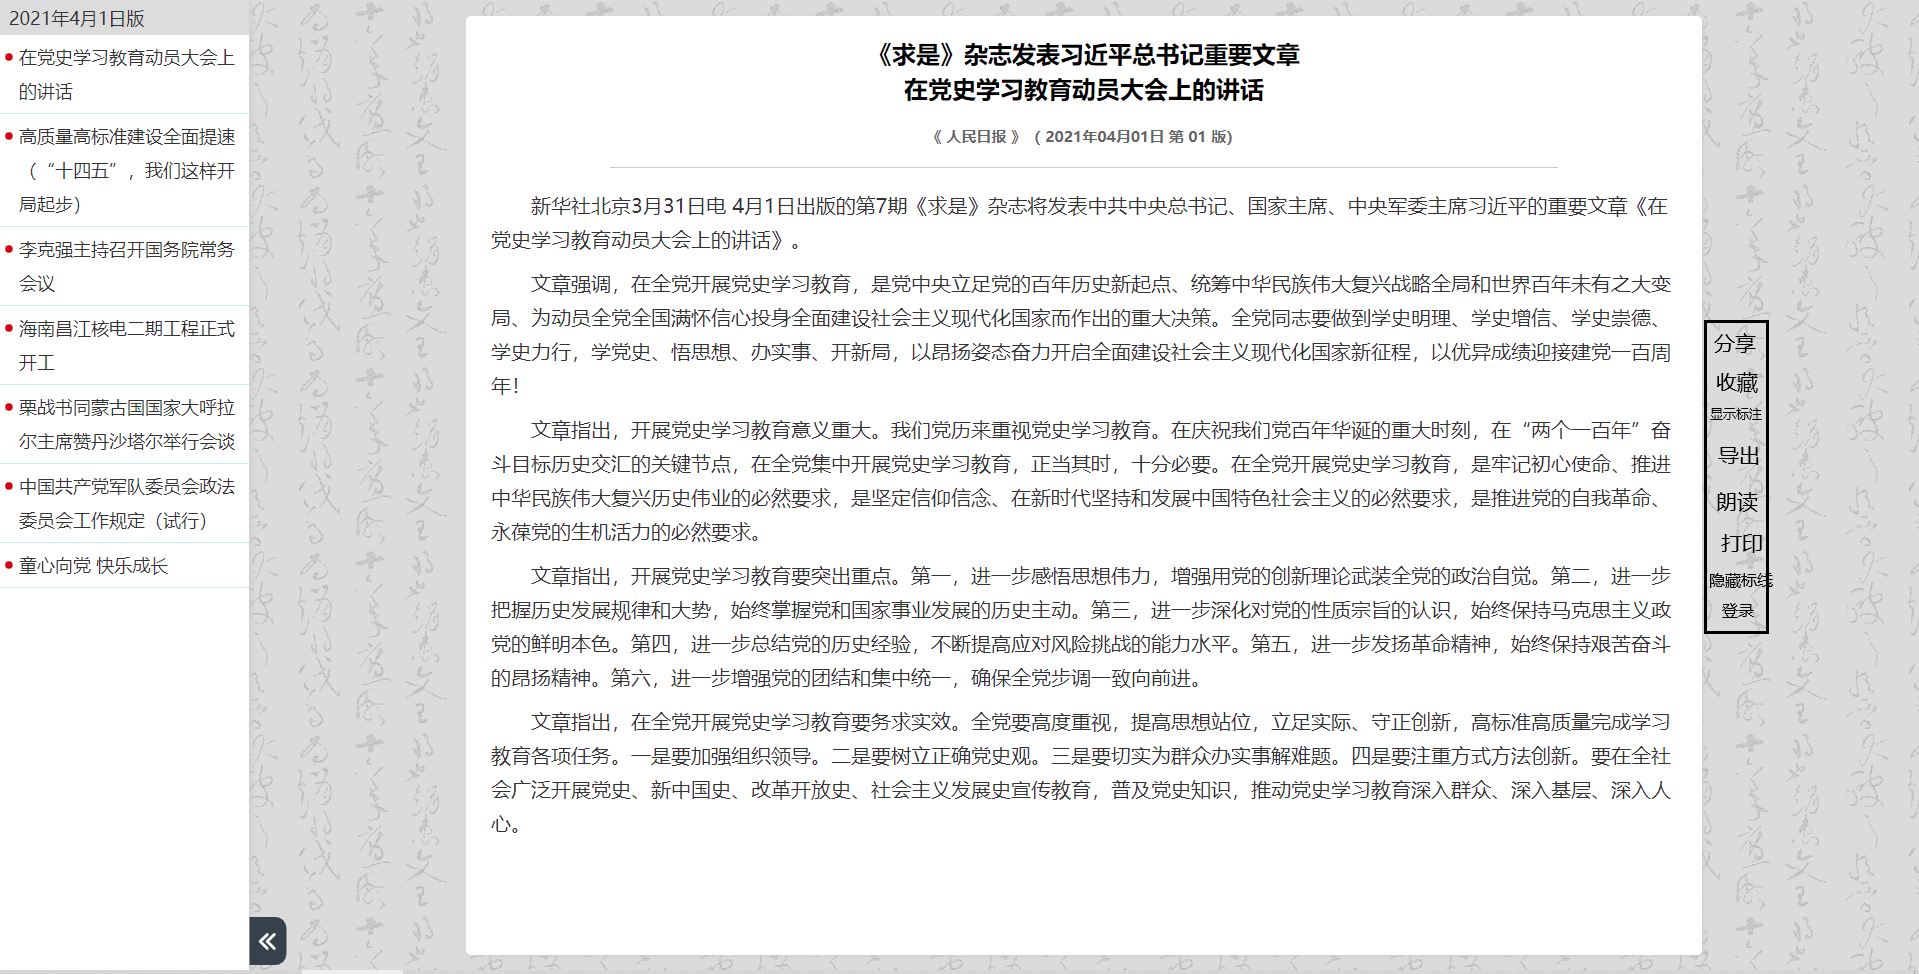 2021年4月1日版
在党史学习教育动员大会上
的讲话
高质量高标准建设全面提速
（“十四五”，我们这样开
局起步）
李克强主持召开国务院常务
会议
海南昌江核电二期工程正式
开工
栗战书同蒙古国国家大呼拉
尔主席赞丹沙塔尔举行会谈
中国共产党军队委员会政法
委员会工作规定（试行）
童心向党 快乐成长
《求是》杂志发表习近平总书记重要文章
在党史学习教育动员大会上的讲话
《 人民日报 》（ 2021年04月01日 第 01 版）
新华社北京3月31日电 4月1日出版的第7期《求是》杂志将发表中共中央总书记、国家主席、中央军委主席习近平的重要文章《在
党史学习教育动员大会上的讲话》。
文章强调，在全党开展党史学习教育，是党中央立足党的百年历史新起点、统筹中华民族伟大复兴战略全局和世界百年未有之大变
局、为动员全党全国满怀信心投身全面建设社会主义现代化国家而作出的重大决策。全党同志要做到学史明理、学史增信、学史崇德、
学史力行，学党史、悟思想、办实事、开新局，以昂扬姿态奋力开启全面建设社会主义现代化国家新征程，以优异成绩迎接建党一百周
年！
文章指出，开展党史学习教育意义重大。我们党历来重视党史学习教育。在庆祝我们党百年华诞的重大时刻，在“两个一百年”奋
斗目标历史交汇的关键节点，在全党集中开展党史学习教育，正当其时，十分必要。在全党开展党史学习教育，是牢记初心使命、推进
中华民族伟大复兴历史伟业的必然要求，是坚定信仰信念、在新时代坚持和发展中国特色社会主义的必然要求，是推进党的自我革命、
永葆党的生机活力的必然要求。
文章指出，开展党史学习教育要突出重点。第一，进一步感悟思想伟力，增强用党的创新理论武装全党的政治自觉。第二，进一步
把握历史发展规律和大势，始终掌握党和国家事业发展的历史主动。第三，进一步深化对党的性质宗旨的认识，始终保持马克思主义政
党的鲜明本色。第四，进一步总结党的历史经验，不断提高应对风险挑战的能力水平。第五，进一步发扬革命精神，始终保持艰苦奋斗
的昂扬精神。第六，进一步增强党的团结和集中统一，确保全党步调一致向前进。
文章指出，在全党开展党史学习教育要务求实效。全党要高度重视，提高思想站位，立足实际、守正创新，高标准高质量完成学习
教育各项任务。一是要加强组织领导。二是要树立正确党史观。三是要切实为群众办实事解难题。四是要注重方式方法创新。要在全社
会广泛开展党史、新中国史、改革开放史、社会主义发展史宣传教育，普及党史知识，推动党史学习教育深入群众、深入基层、深入人
心。
分享
收藏
显示标注
导出
朗读
打印
隐藏标线
登录